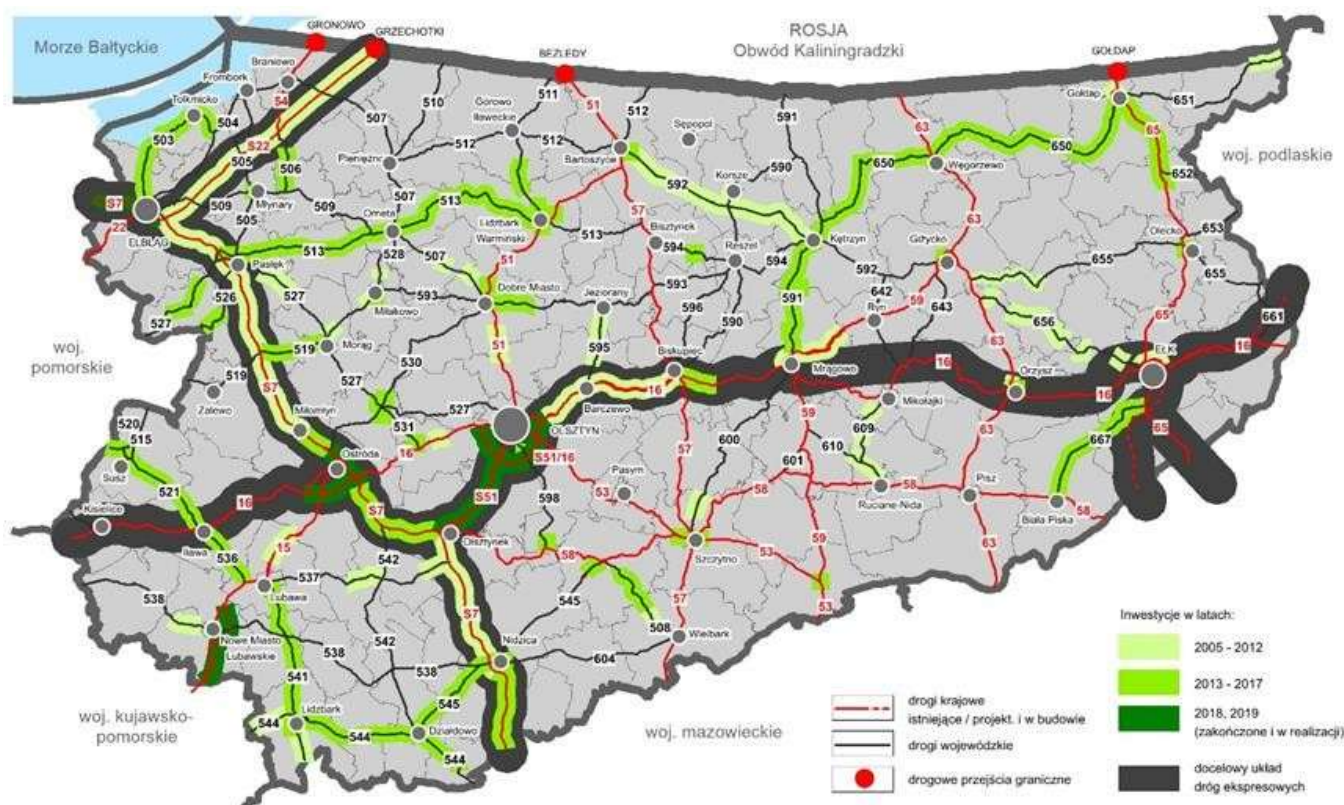 GRONOWO
GRZECHOTKI
ROSJA
Obwód Kaliningradzki
Morze Bałtyckie
BEZLEDY
GOŁDAP
Braniewo
Frombork
Tolkmicko
54
504
503
S22
505
506
507
510
Górowo
Iławeckie
511
51
512
Sępopol
591
63
Gołdap
651
65
woj. podlaskie
Pieniężno
512
512
Bartoszyce
650
650
Węgorzewo
652
S7
22
ELBLĄG
509
505
Młynary
509
507
Orneta
513
Lidzbark
Warmiński
592
Korsze
590
57
Bisztynek
594
Reszel
594
Kętrzyn
63
Giżycko
Olecko
653
655
655
513
Pasłęk
526
527
527
528
507
513
51
593
Miłakowo
593
Dobre Miasto
Jeziorany
596
590
591
592
642
Ryn
643
59
656
65
661
woj.
pomorskie
519
Morąg
530
51
595
Biskupiec
Mrągowo
63
16
Orzysz
EŁK
16
16
519
Zalewo
S7
527
527
Barczewo
16
Mikołajki
Miłomłyn
531
OLSZTYN
59
609
667
65
520
515
Susz
521
Ostróda
16
S51/16
57
600
610
601
63
Kisielice
16
S7
S51
598
Pasym
53
58
Ruciane Nida
58
Pisz
Biała Piska
58
Iława
536
15
542
Olsztynek
58
Szczytno
53
59
63
537
Lubawa
538
S7
545
57
53
Nowe Miasto
Lubawskie
538
542
538
Nidzica
508
604
Wielbark
541
545
544
Lidzbark
544
Działdowo
544
woj. kujawsko-
pomorskie
woj. mazowieckie
drogi krajowe
istniejące / projekt. i w budowie
drogi wojewódzkie
drogowe przejścia graniczne
Inwestycje w latach:
2005 - 2012
2013 - 2017
2018, 2019
(zakończone i w realizacji)
docelowy układ
dróg ekspresowych